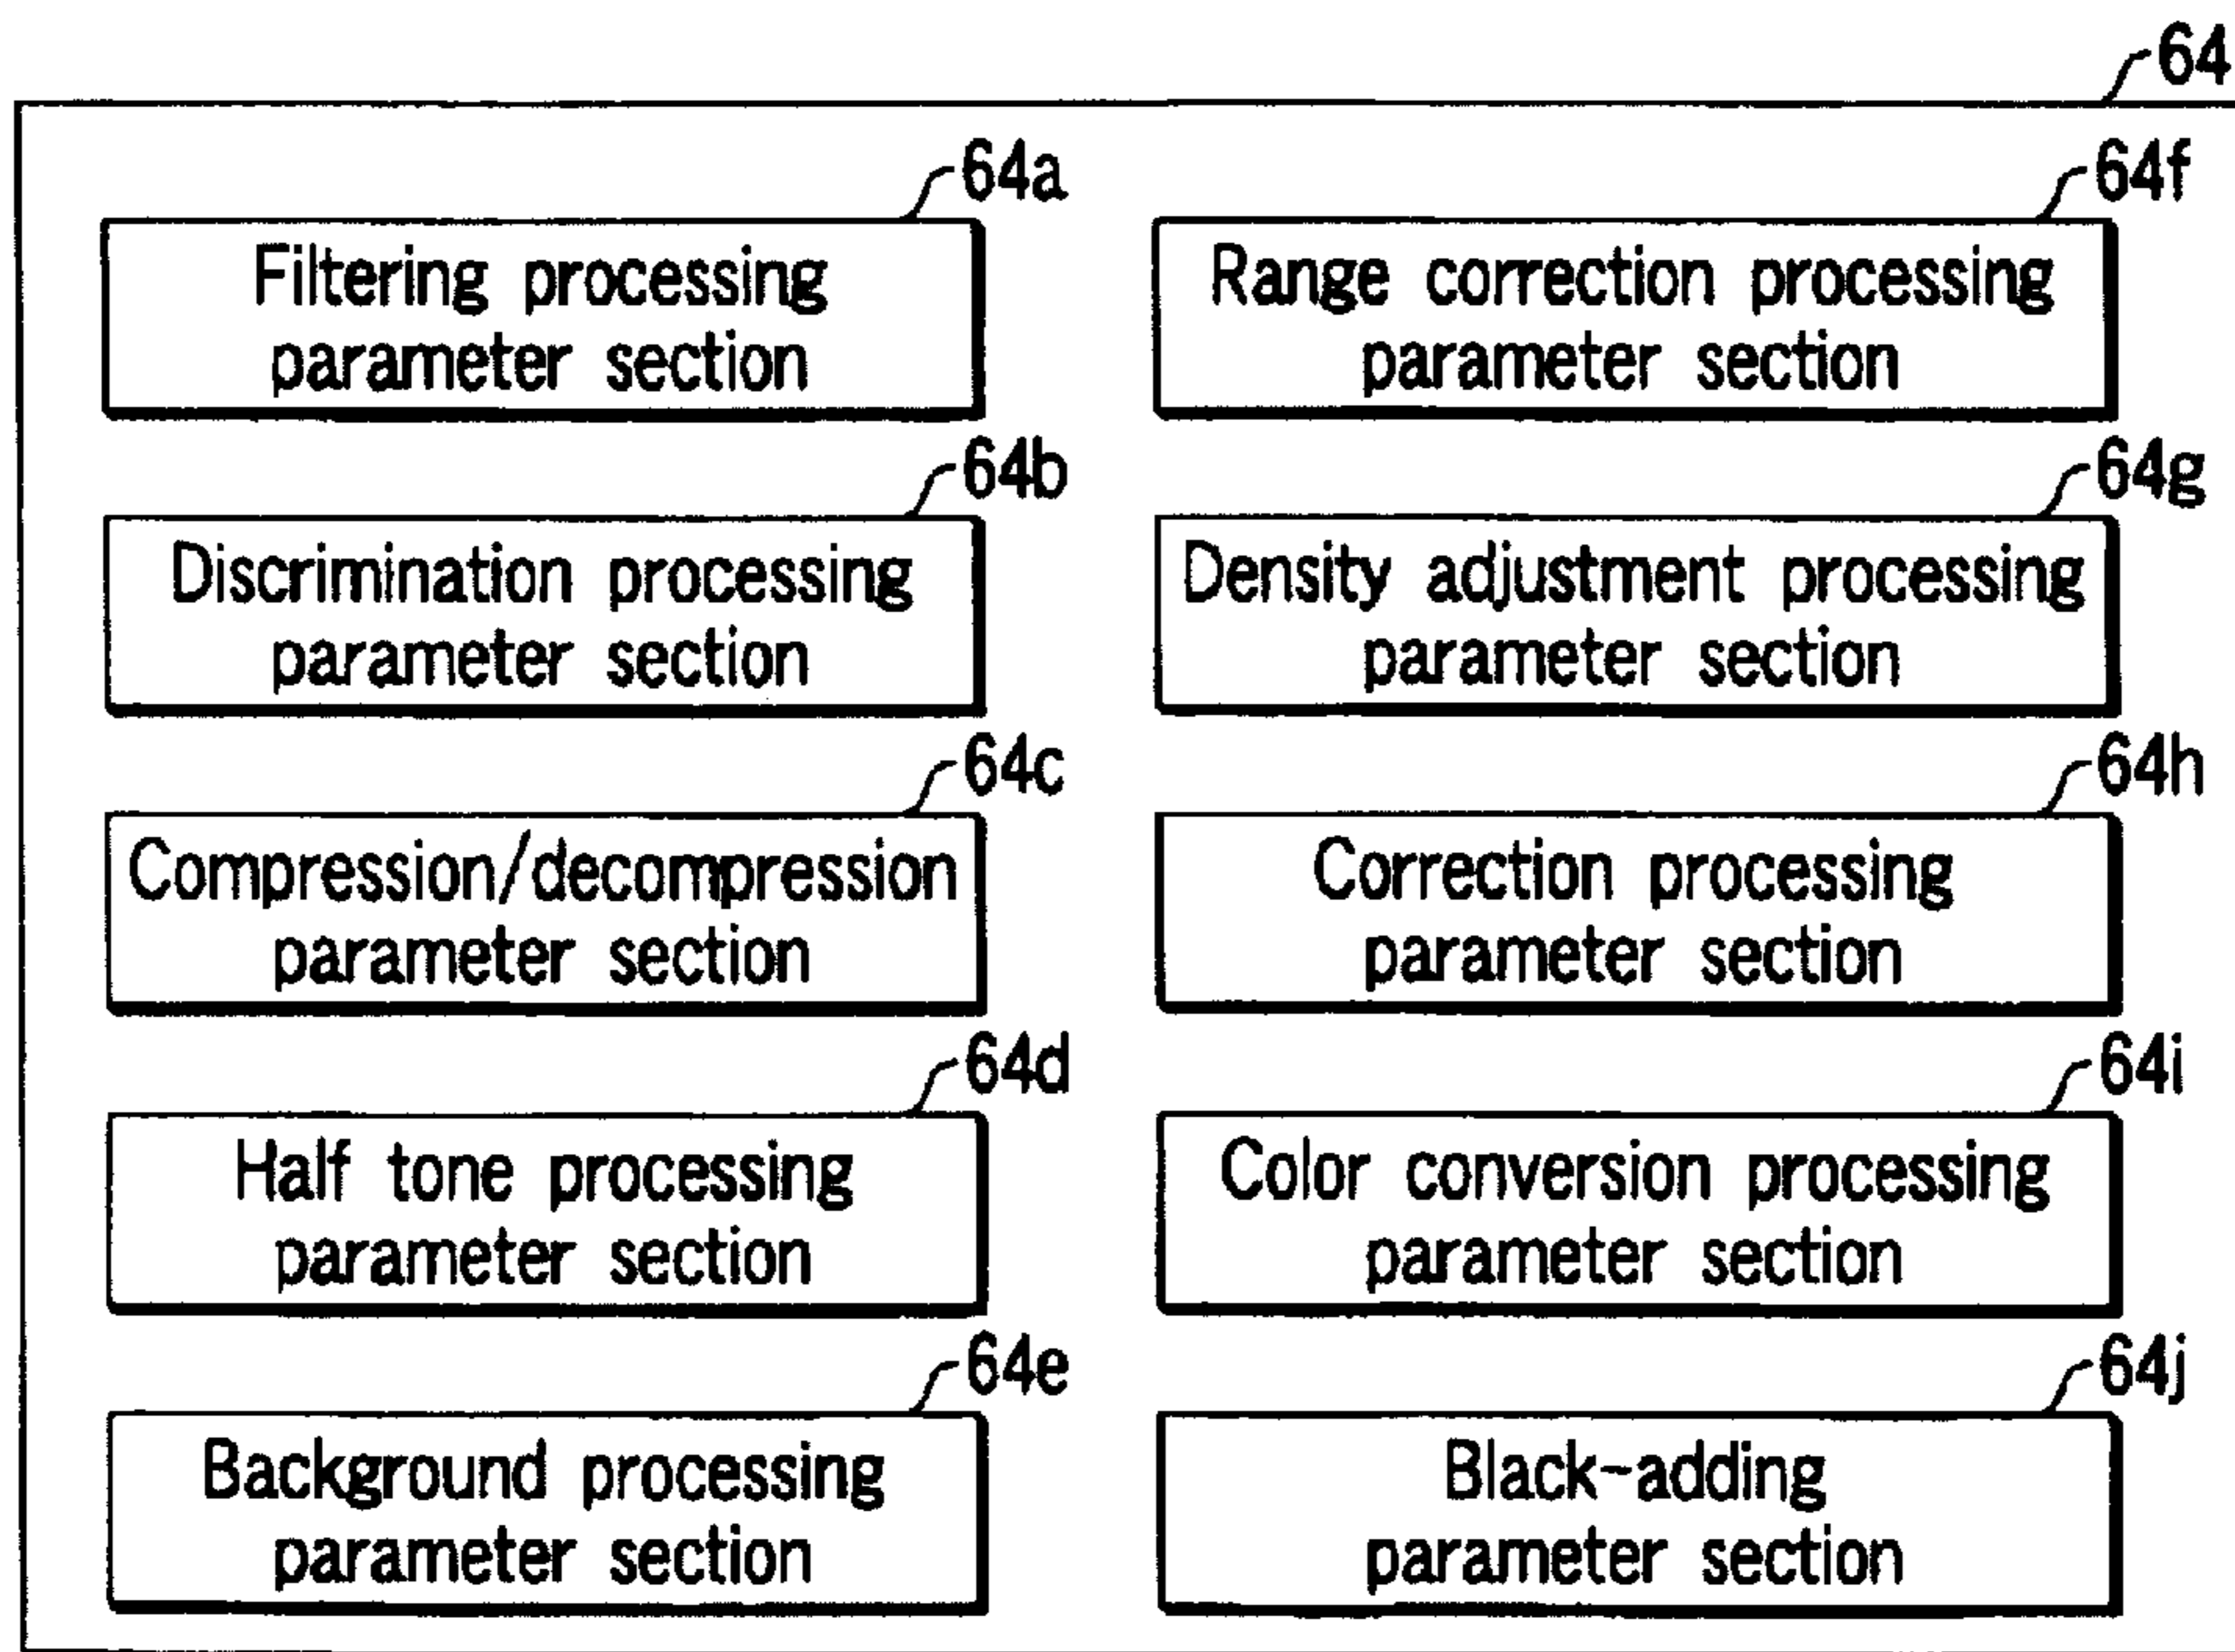 64
64a
Filtering processing
parameter section
64b
Discrimination processing
parameter section
64c
Compression/decompression
parameter section
64d
Half tone processing
parameter section
64e
Background processing
parameter section
64f
Range correction processing
parameter section
64g
Density adjustment processing
parameter section
64h
Correction processing
parameter section
64i
Color conversion processing
parameter section
64j
Black-adding
parameter section